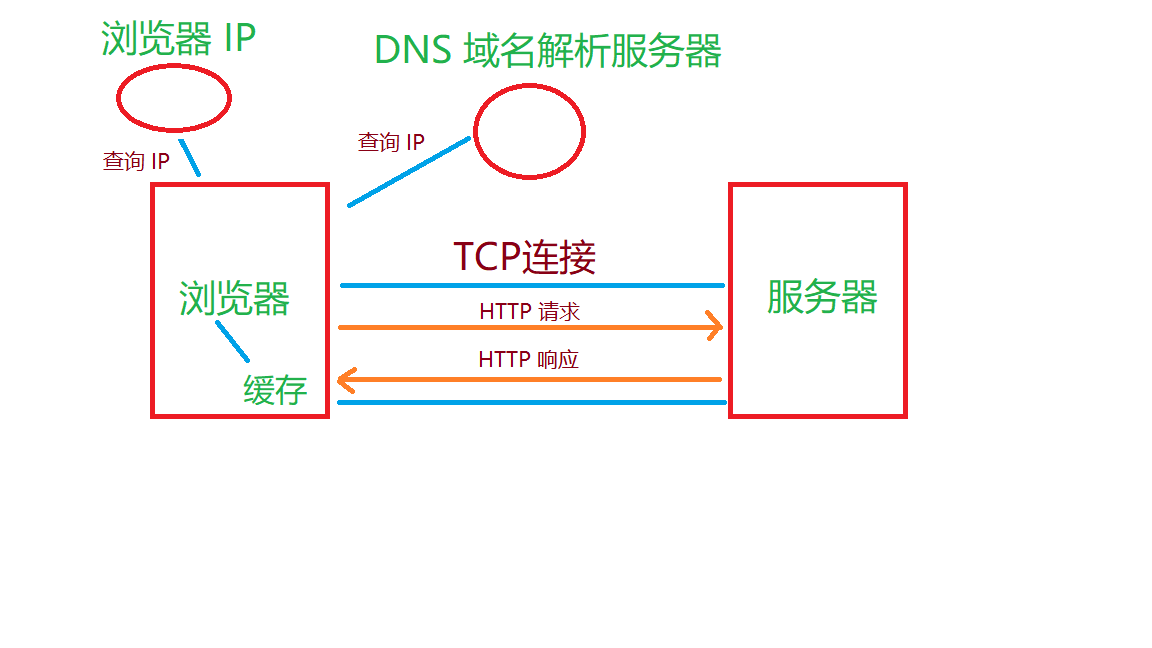 浏览器 IP
DNS 域名解析服务器
查询 IP
查询 IP
TCP连接
浏览器
HTTP 请求
服务器
HTTP 响应
缓存